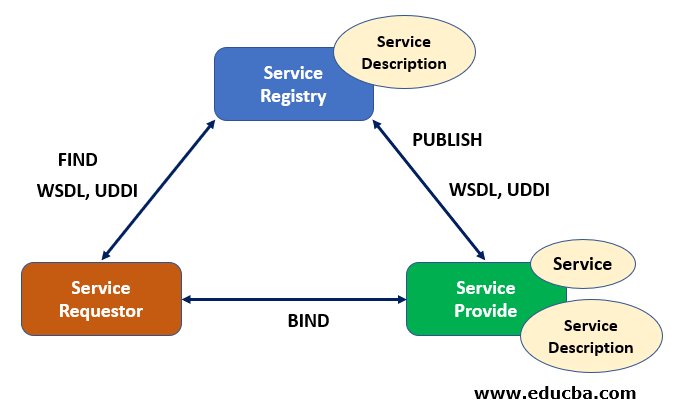 Service
Description
Service
Registry
PUBLISH
FIND
WSDL, UDDI
WSDL, UDDI
Service
Requestor
BIND
Service
Provide
Service
Service
Description
www.educba.com